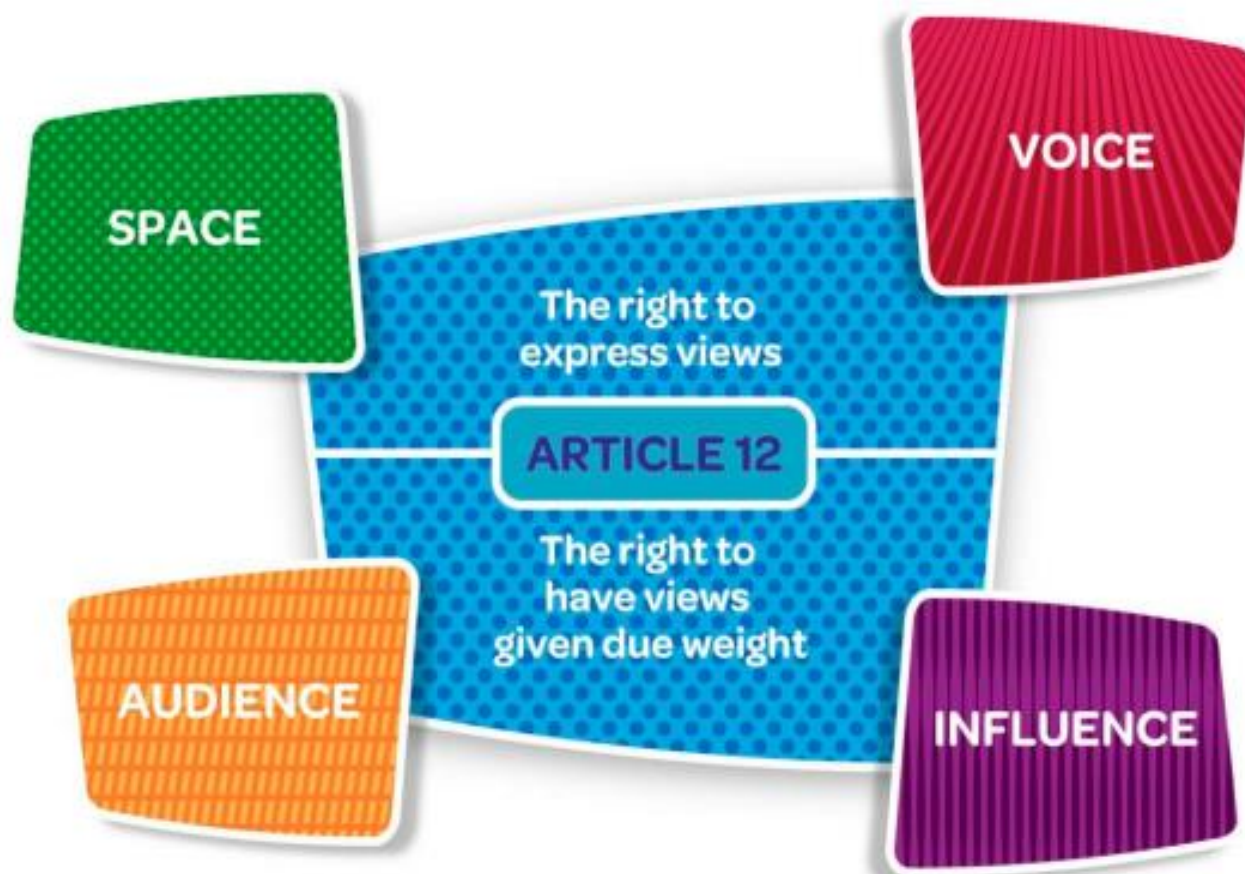 SPACE
VOICE
The right to
express views
ARTICLE 12
The right to
have views
given due weight
AUDIENCE
INFLUENCE